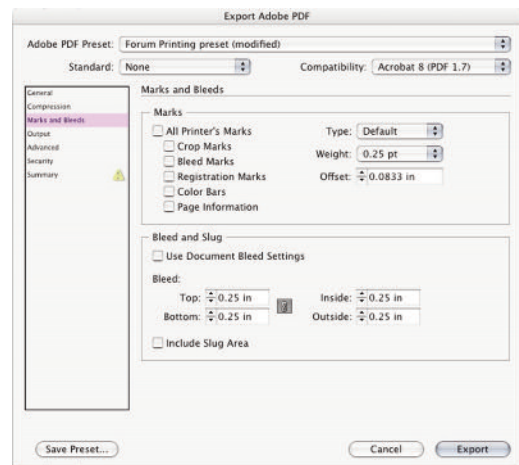 Export Adobe PDF
Adobe PDF Preset: Forum Printing preset (modified)
Standard: None Compatibility: Acrobat 8 (PDF 1.7)
General
Compression
Marks and Bleeds
Output
Advanced
Security
Summary
Marks and Bleeds
Marks
All Printer's Marks
Crop Marks
Bleed Marks
Registration Marks
Color Bars
Page Information
Type: Default
Weight: 0.25 pt
Offset: 0.0833 in
Bleed and Slug
Use Document Bleed Settings
Bleed:
Top: 0.25 in Inside: 0.25 in
Bottom: 0.25 in Outside: 0.25 in
Include Slug Area
Save Preset... Cancel Export